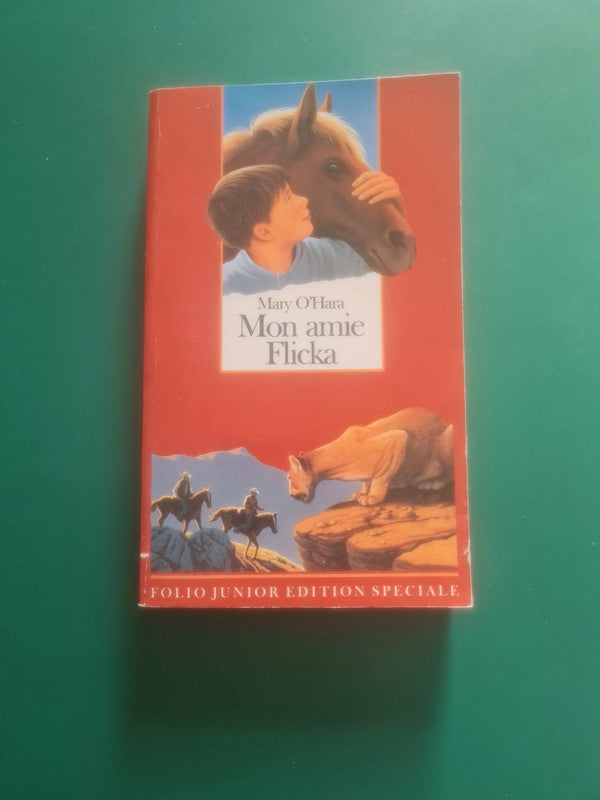 Mary O'Hara
Mon amie
Flicka
FOLIO JUNIOR EDITION SPECIALE